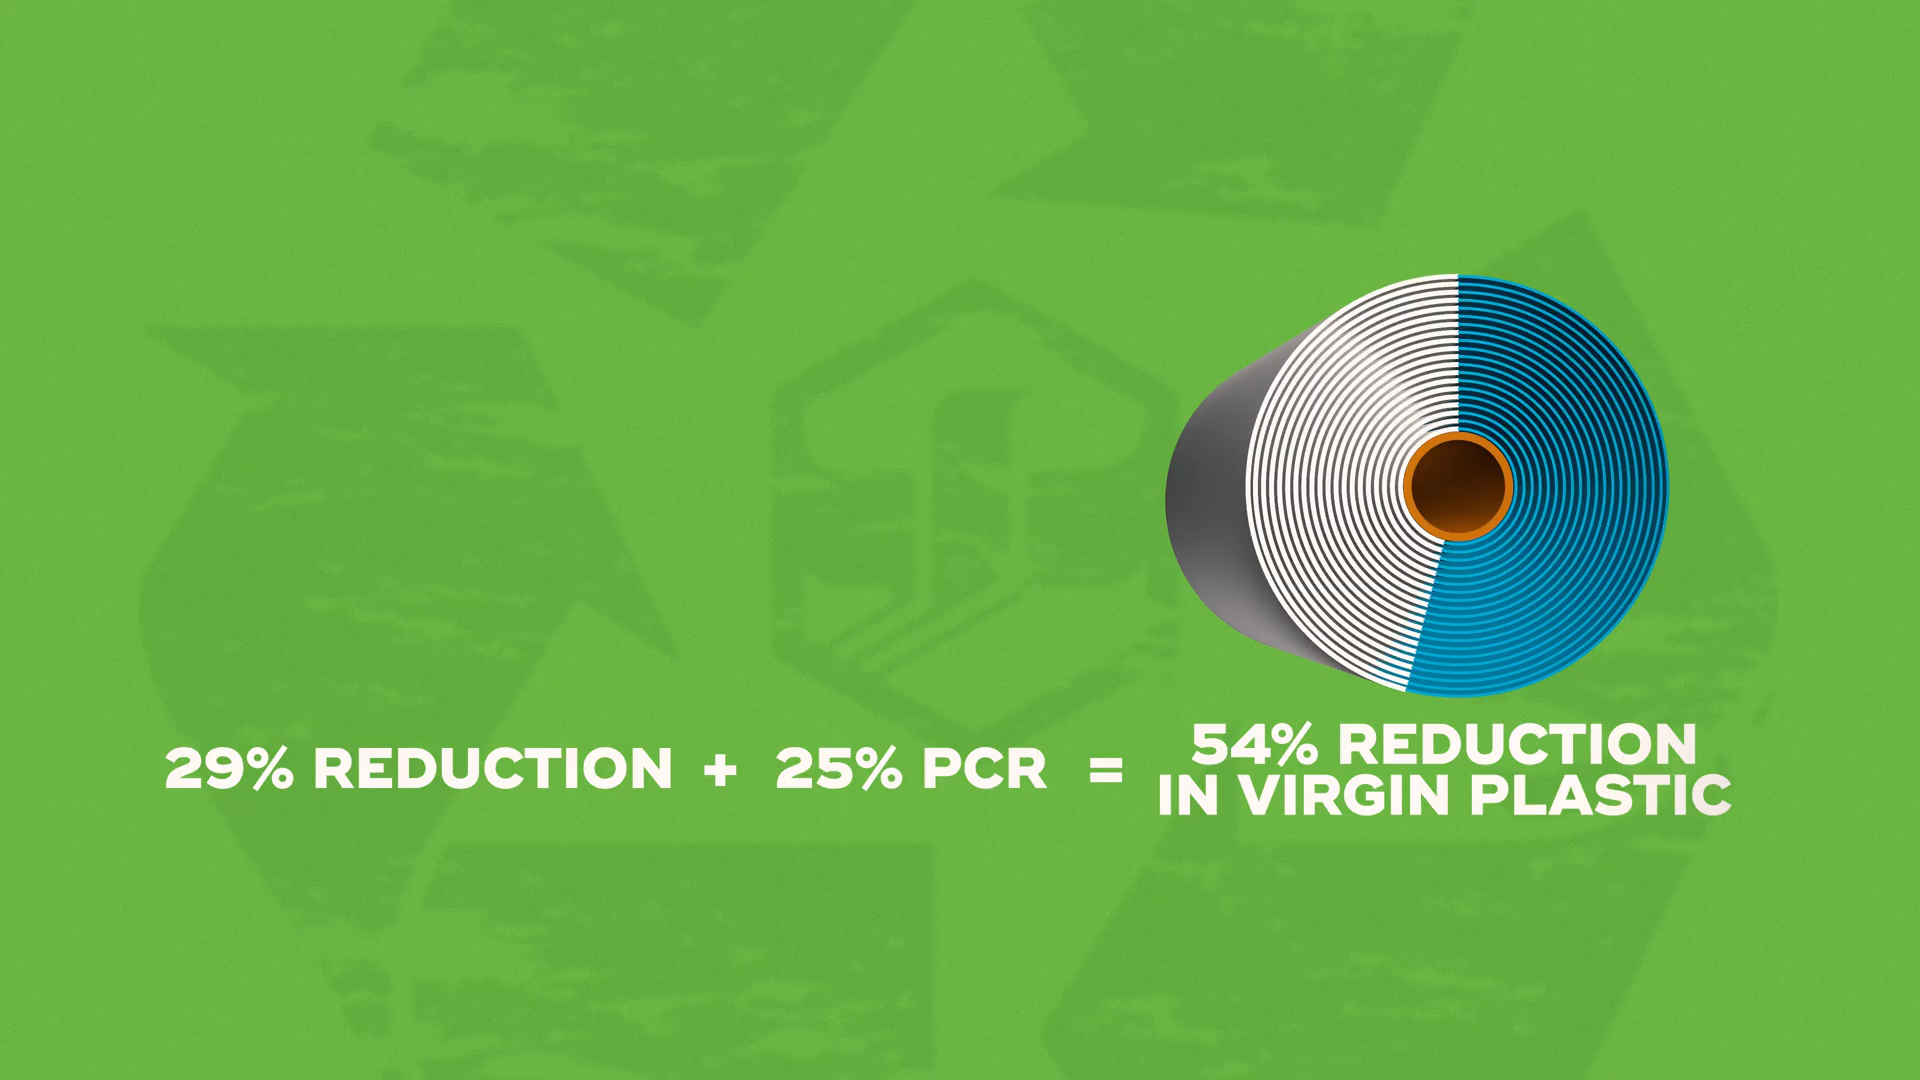 29% REDUCTION + 25% PCR = 54% REDUCTION
IN VIRGIN PLASTIC